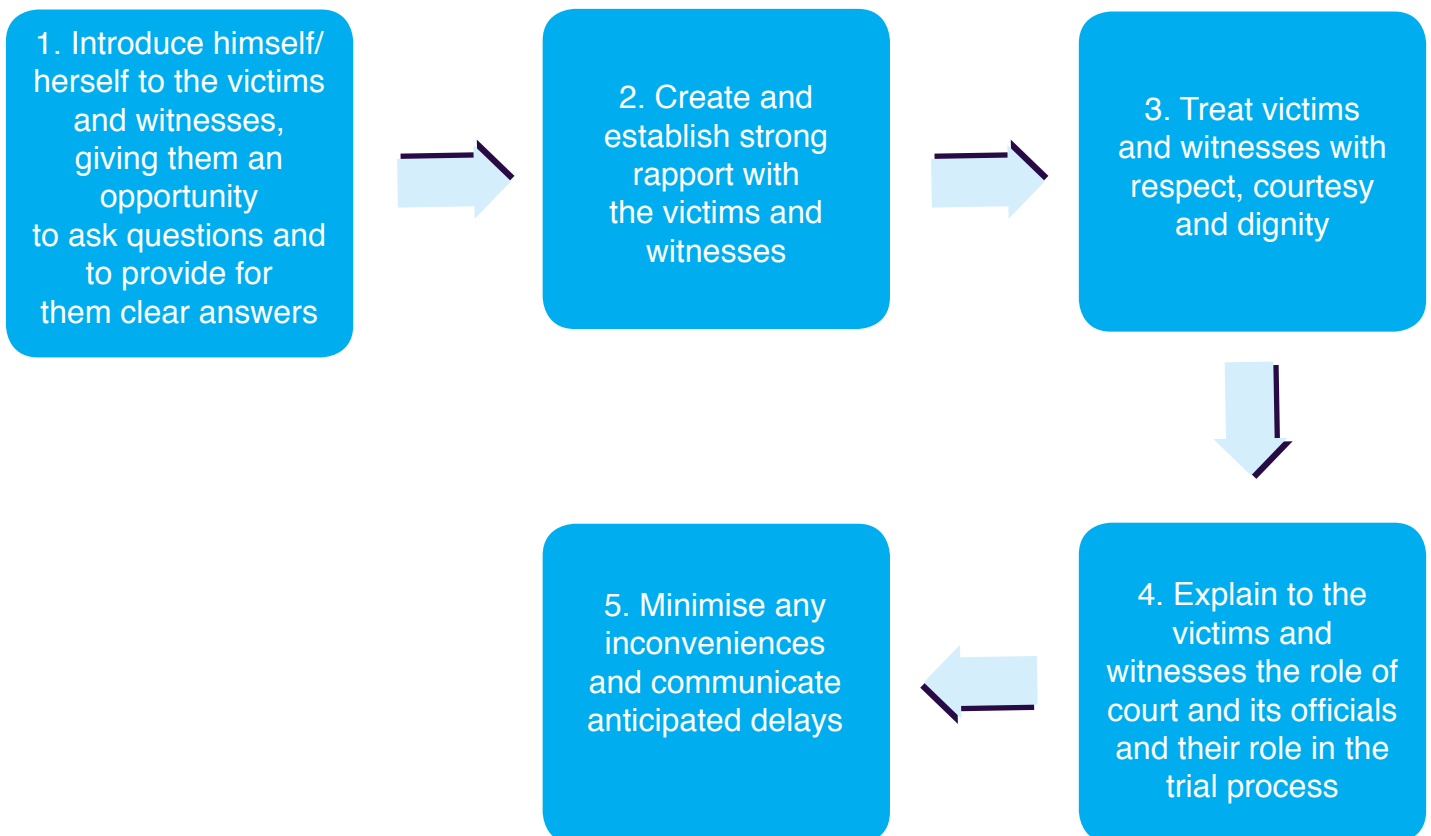 1. Introduce himself/
herself to the victims
and witnesses,
giving them an
opportunity
to ask questions and
to provide for
them clear answers
2. Create and
establish strong
rapport with
the victims and
witnesses
3. Treat victims
and witnesses with
respect, courtesy
and dignity
4. Explain to the
victims and
witnesses the role of
court and its officials
and their role in the
trial process
5. Minimise any
inconveniences
and communicate
anticipated delays